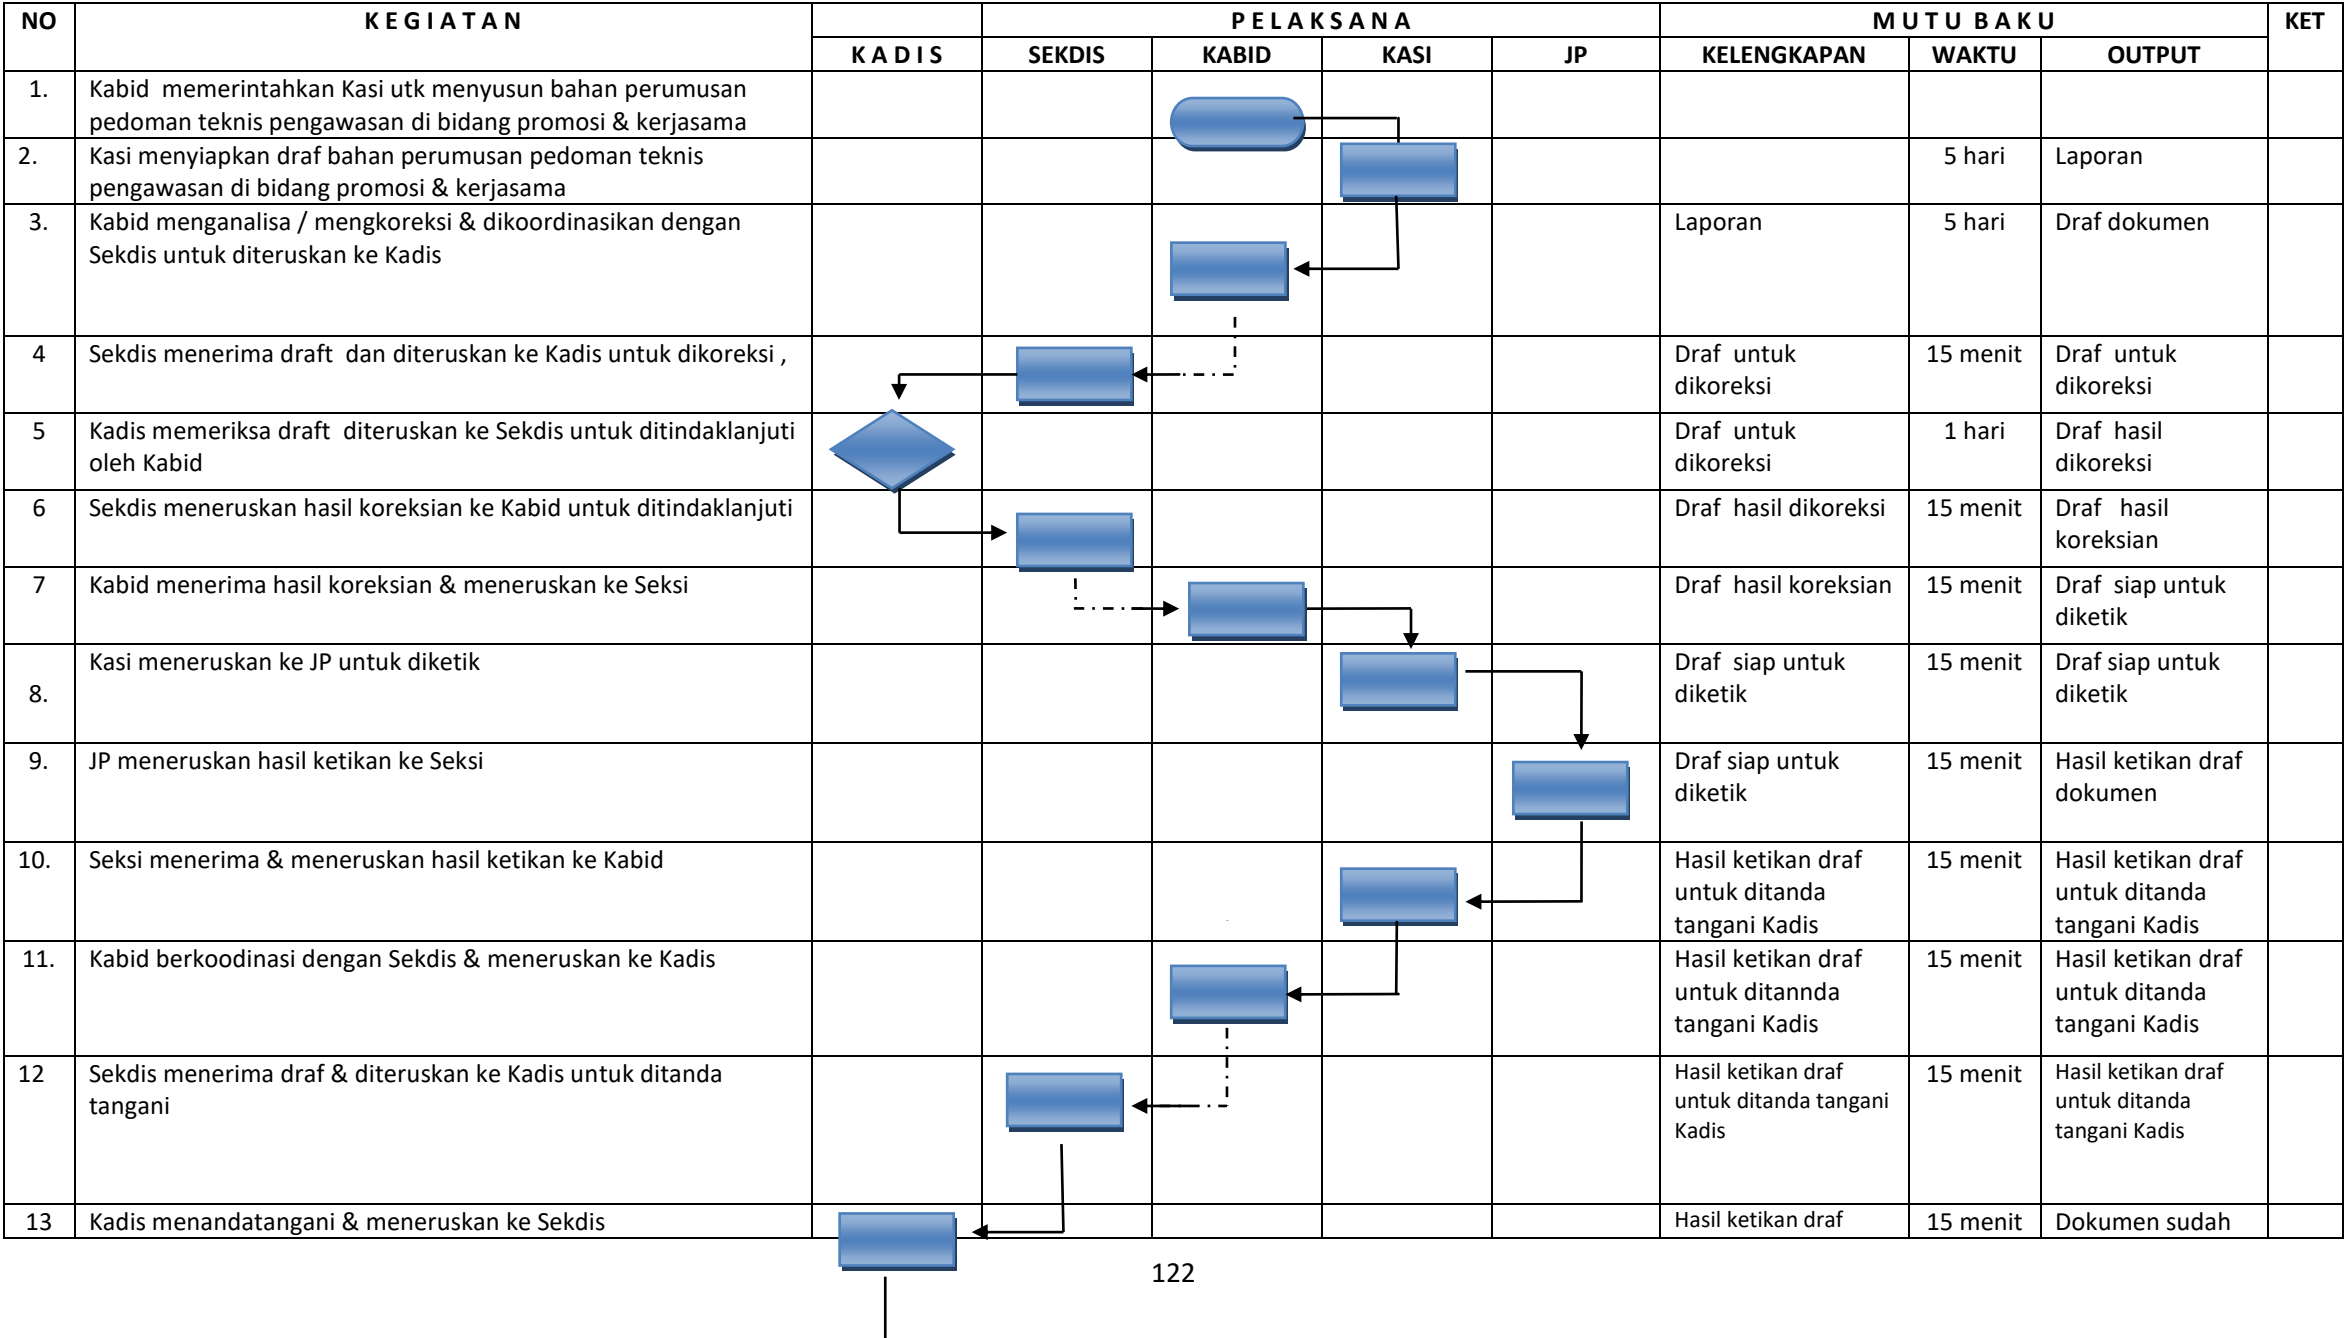 NO
K E G I A T A N
P E L A K S A N A
M U T U  B A K U
KET
K A D I S
SEKDIS
KABID
KASI
JP
KELENGKAPAN
WAKTU
OUTPUT
1.
Kabid  memerintahkan Kasi utk menyusun bahan perumusan
pedoman teknis pengawasan di bidang promosi & kerjasama
2.
Kasi menyiapkan draf bahan perumusan pedoman teknis
pengawasan di bidang promosi & kerjasama
5 hari
Laporan
3.
Kabid menganalisa / mengkoreksi & dikoordinasikan dengan
Sekdis untuk diteruskan ke Kadis
Laporan
5 hari
Draf dokumen
4
Sekdis menerima draft  dan diteruskan ke Kadis untuk dikoreksi ,
Draf  untuk
dikoreksi
15 menit
Draf  untuk
dikoreksi
5
Kadis memeriksa draft  diteruskan ke Sekdis untuk ditindaklanjuti
oleh Kabid
Draf  untuk
dikoreksi
1 hari
Draf  hasil
dikoreksi
6
Sekdis meneruskan hasil koreksian ke Kabid untuk ditindaklanjuti
Draf  hasil dikoreksi
15 menit
Draf   hasil
koreksian
7
Kabid menerima hasil koreksian & meneruskan ke Seksi
Draf  hasil koreksian
15 menit
Draf  siap untuk
diketik
8.
Kasi meneruskan ke JP untuk diketik
Draf  siap untuk
diketik
15 menit
Draf siap untuk
diketik
9.
JP meneruskan hasil ketikan ke Seksi
Draf siap untuk
diketik
15 menit
Hasil ketikan draf
dokumen
10.
Seksi menerima & meneruskan hasil ketikan ke Kabid
Hasil ketikan draf
untuk ditanda
tangani Kadis
15 menit
Hasil ketikan draf
untuk ditanda
tangani Kadis
11.
Kabid berkoodinasi dengan Sekdis & meneruskan ke Kadis
Hasil ketikan draf
untuk ditannda
tangani Kadis
15 menit
Hasil ketikan draf
untuk ditanda
tangani Kadis
12
Sekdis menerima draf & diteruskan ke Kadis untuk ditanda
tangani
Hasil ketikan draf
untuk ditanda tangani
Kadis
15 menit
Hasil ketikan draf
untuk ditanda
tangani Kadis
13
Kadis menandatangani & meneruskan ke Sekdis
Hasil ketikan draf
15 menit
Dokumen sudah
122